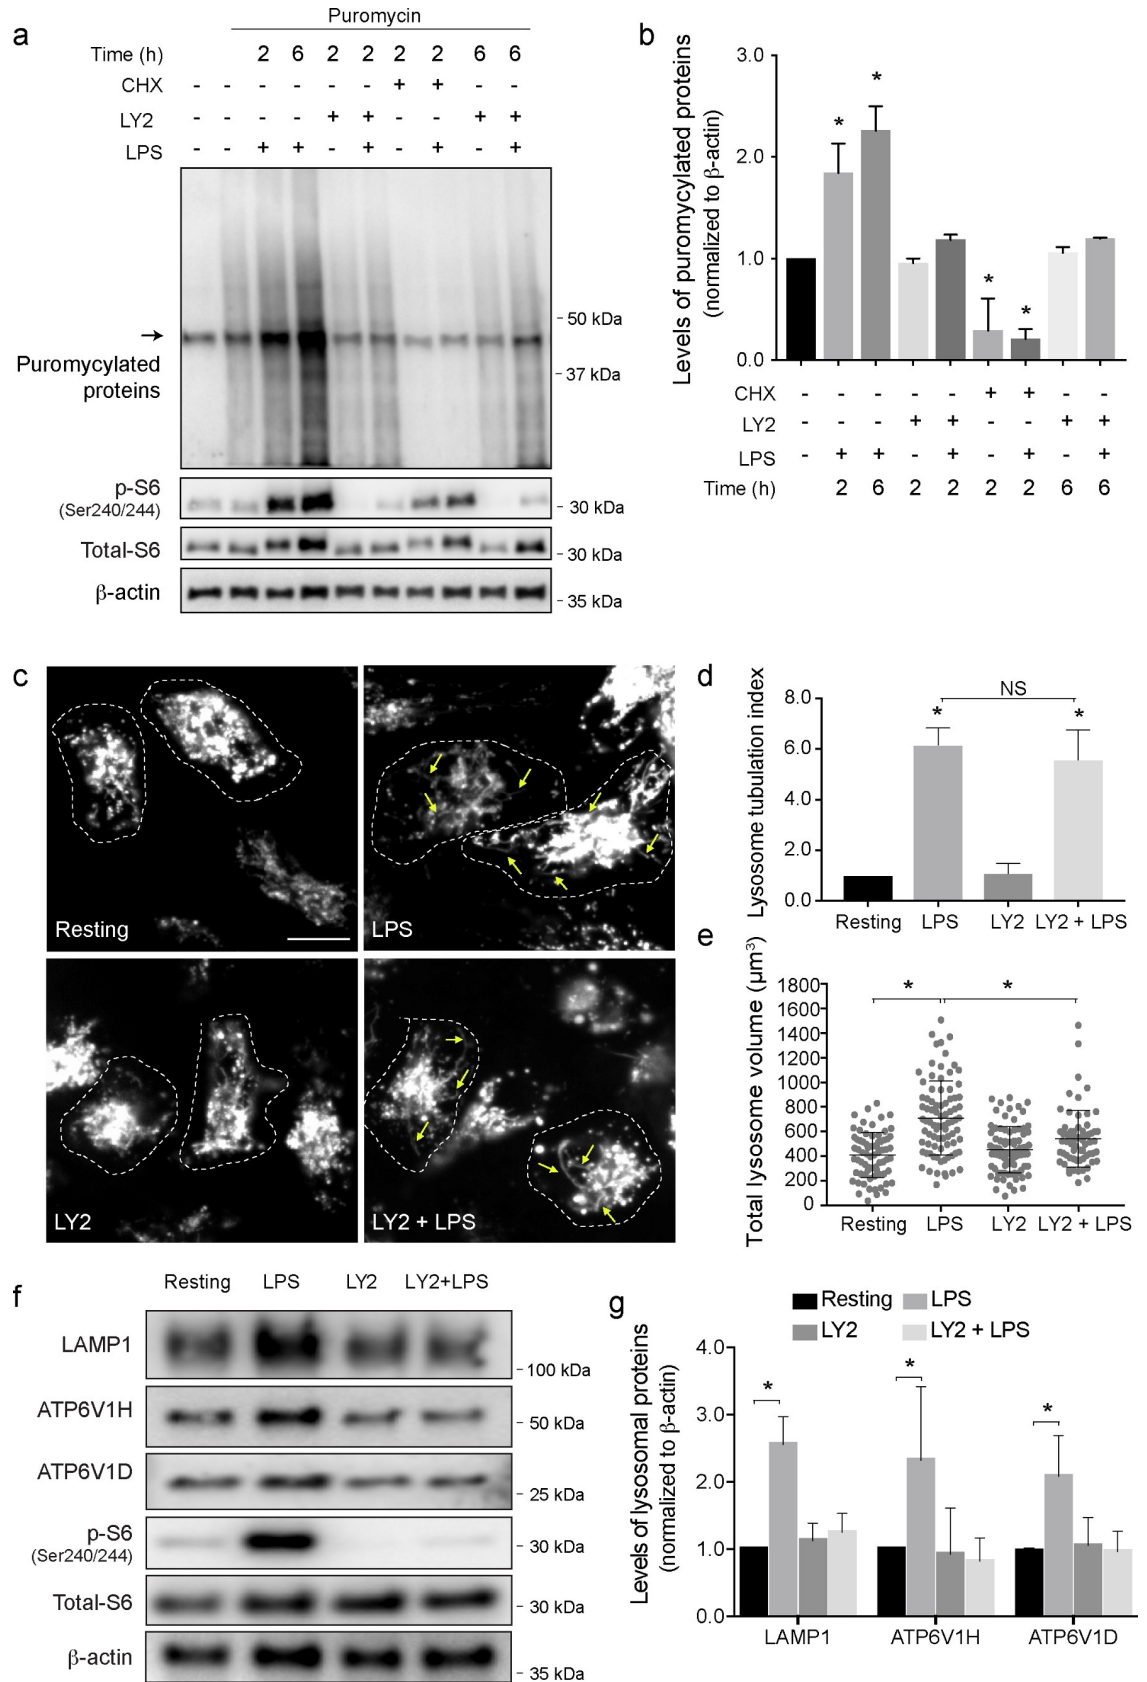 a
Puromycin
Time (h) 2 6 2 2 2 2 6 6
CHX - - - - - - + + - -
LY2 - - - - + + - - + +
LPS - - + + - + - + - +
Puromycylated
proteins
- 50 kDa
- 37 kDa
p-S6
(Ser240/244)
- 30 kDa
Total-S6
- 30 kDa
β-actin
- 35 kDa
b
Levels of puromycylated proteins
(normalized to β-actin)
3.0
2.0
1.0
0.0
* * * *
CHX - - - - - + + - -
LY2 - - - + + - - + +
LPS - + + - + - + - +
Time (h) - 2 6 2 2 2 2 6 6
c
Resting
LPS
LY2
LY2 + LPS
d
Lysosome tubulation index
8.0
6.0
4.0
2.0
0.0
NS
* *
Resting LPS LY2 LY2 + LPS
e
Total lysosome volume (µm³)
1800
1600
1400
1200
1000
800
600
400
200
0
* *
Resting LPS LY2 LY2 + LPS
f
Resting LPS LY2 LY2+LPS
LAMP1
- 100 kDa
ATP6V1H
- 50 kDa
ATP6V1D
- 25 kDa
p-S6
(Ser240/244)
- 30 kDa
Total-S6
- 30 kDa
β-actin
- 35 kDa
g
Resting LPS
LY2 LY2 + LPS
Levels of lysosomal proteins
(normalized to β-actin)
4.0
3.0
2.0
1.0
0.0
* * *
LAMP1 ATP6V1H ATP6V1D